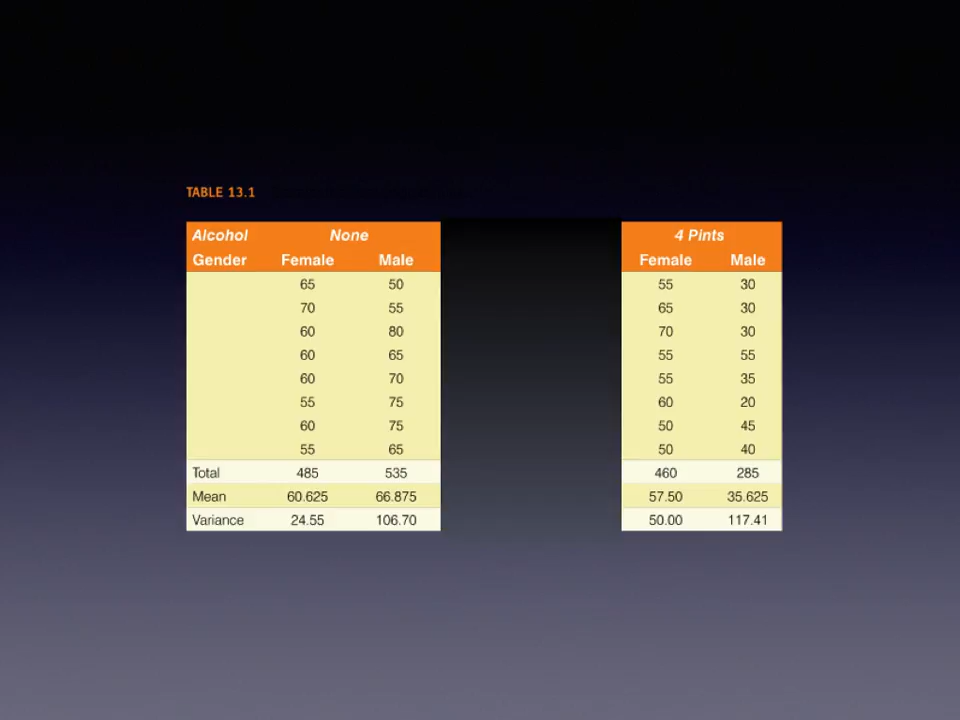 TABLE 13.1
Alcohol None 4 Pints
Gender Female Male Female Male
65 50 55 30
70 55 65 30
60 80 70 30
60 65 55 55
60 70 55 35
55 75 60 20
60 75 50 45
55 65 50 40
Total 485 535 460 285
Mean 60.625 66.875 57.50 35.625
Variance 24.55 106.70 50.00 117.41